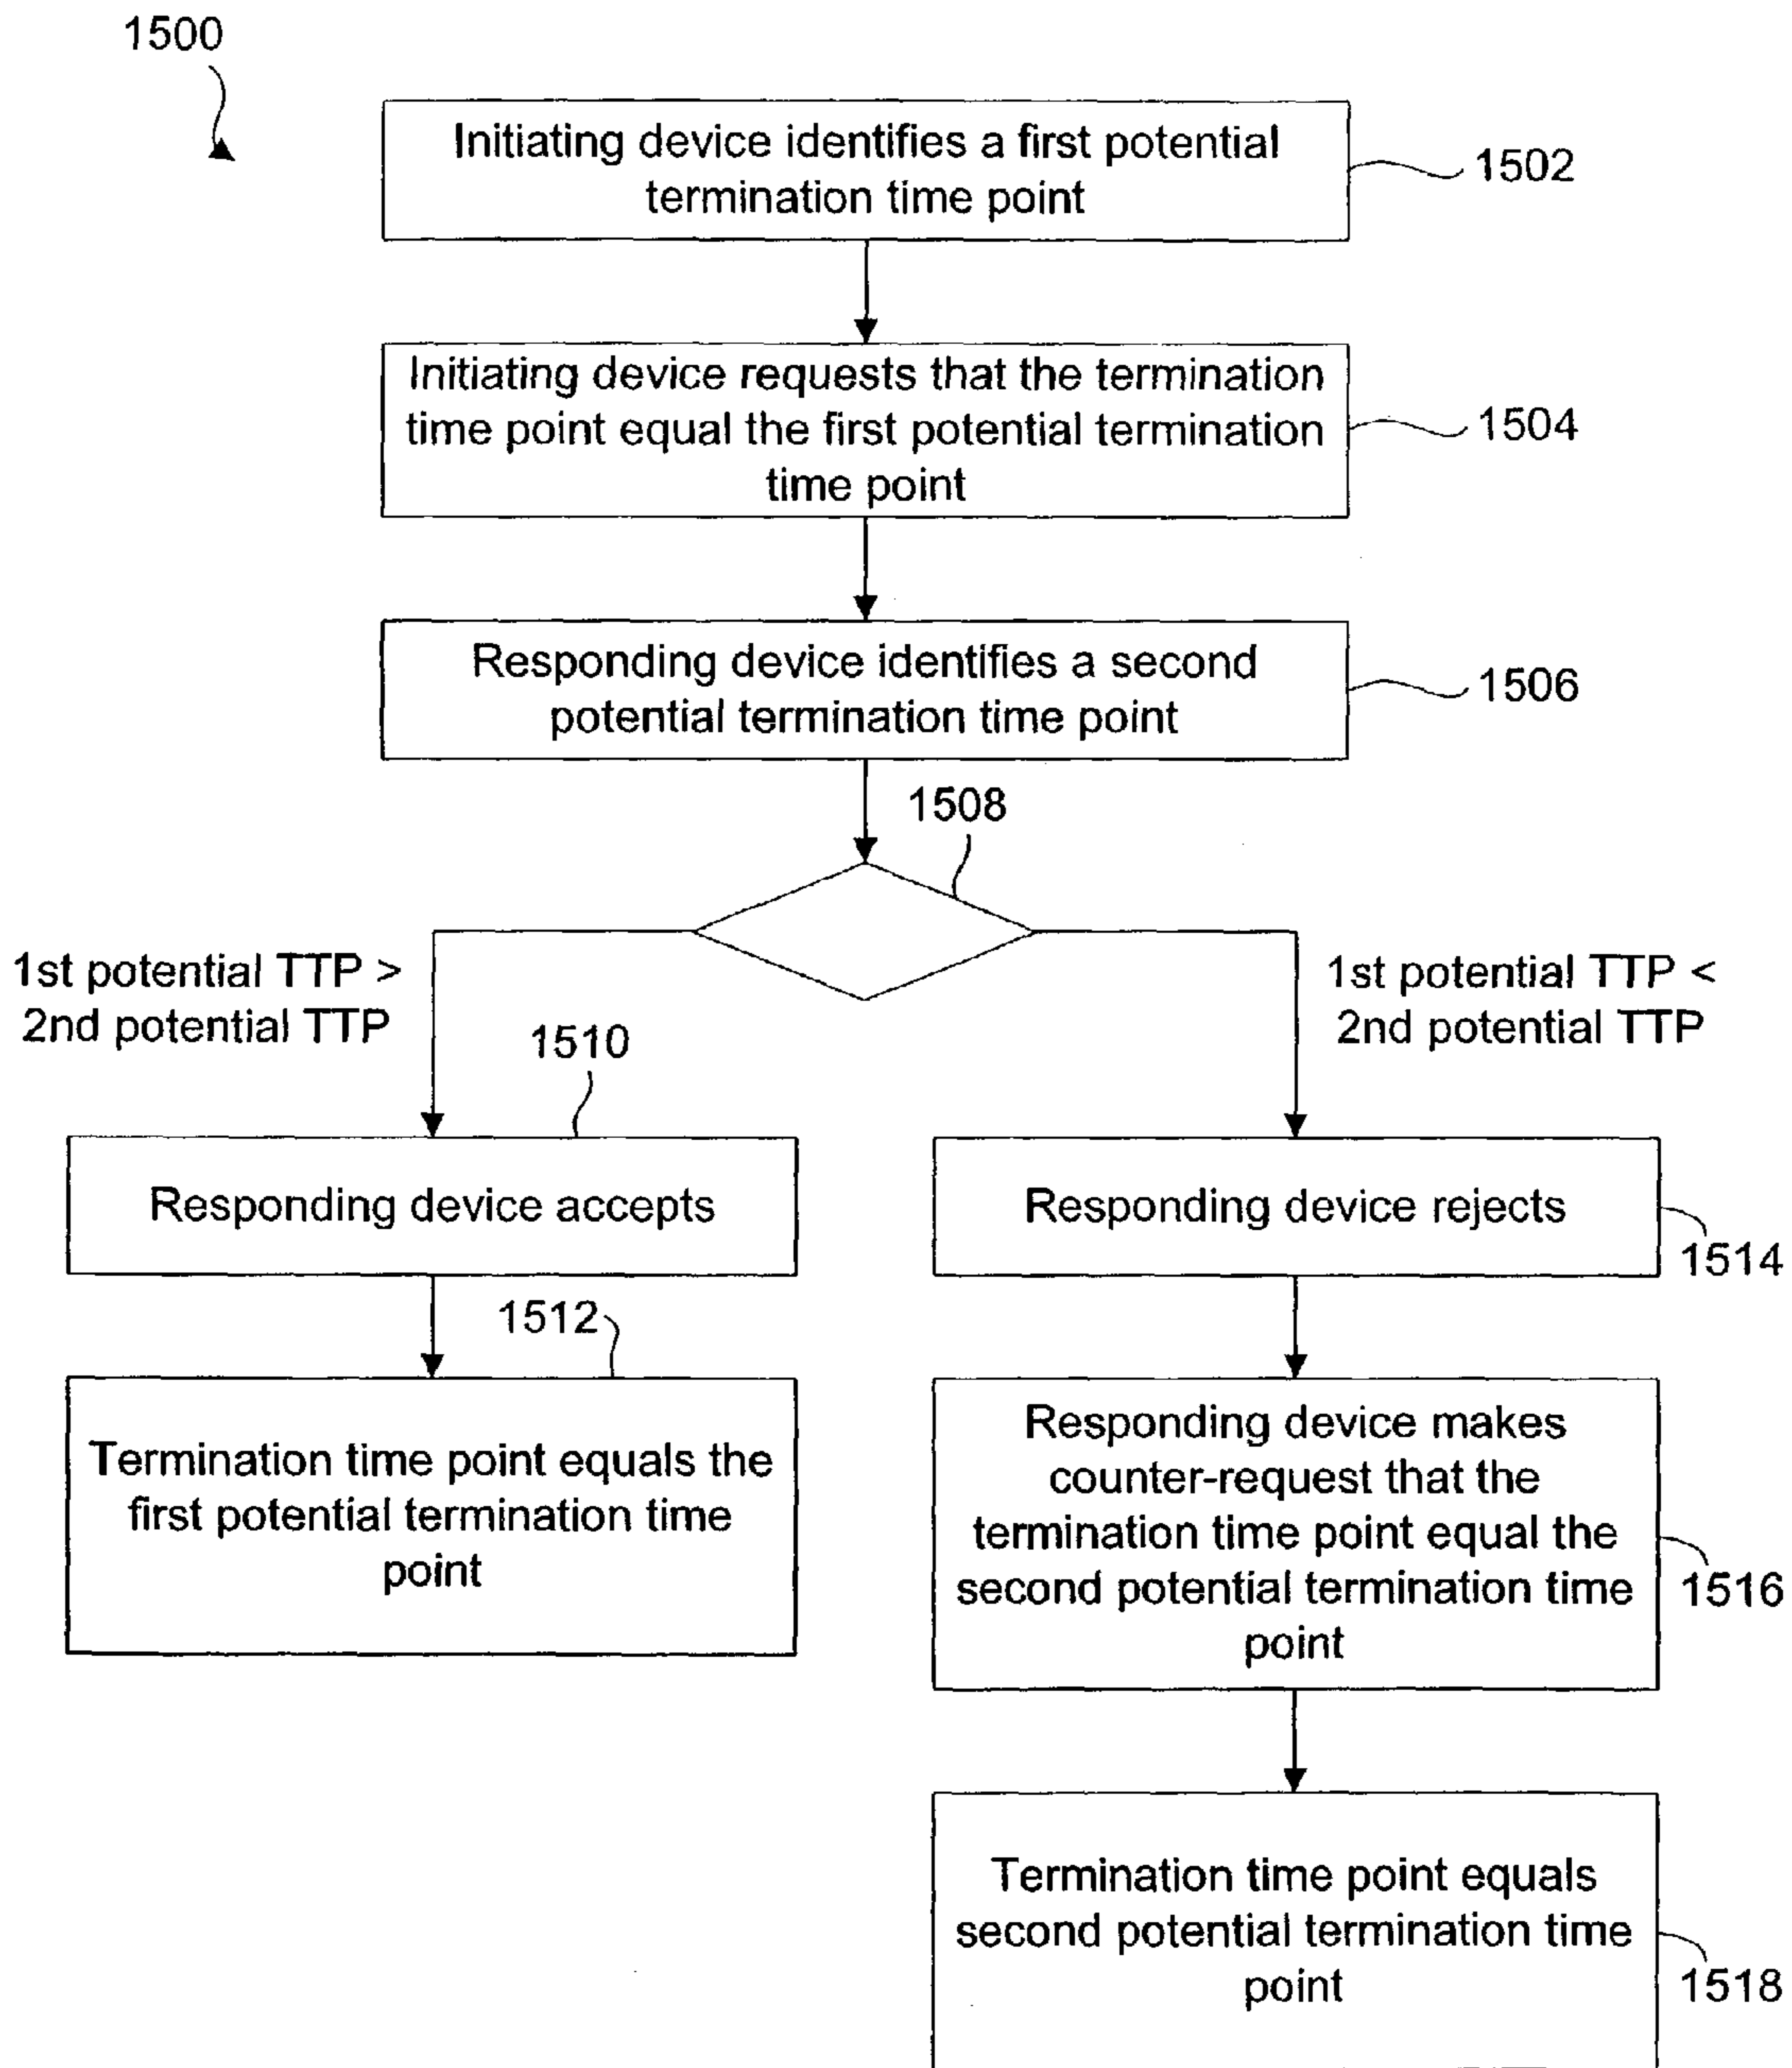 1500
Initiating device identifies a first potential
termination time point
1502
Initiating device requests that the termination
time point equal the first potential termination
time point
1504
Responding device identifies a second
potential termination time point
1506
1508
1st potential TTP >
2nd potential TTP
1st potential TTP <
2nd potential TTP
1510
Responding device accepts
Responding device rejects
1514
1512
Termination time point equals the
first potential termination time
point
Responding device makes
counter-request that the
termination time point equal the
second potential termination time
point
1516
Termination time point equals
second potential termination time
point
1518